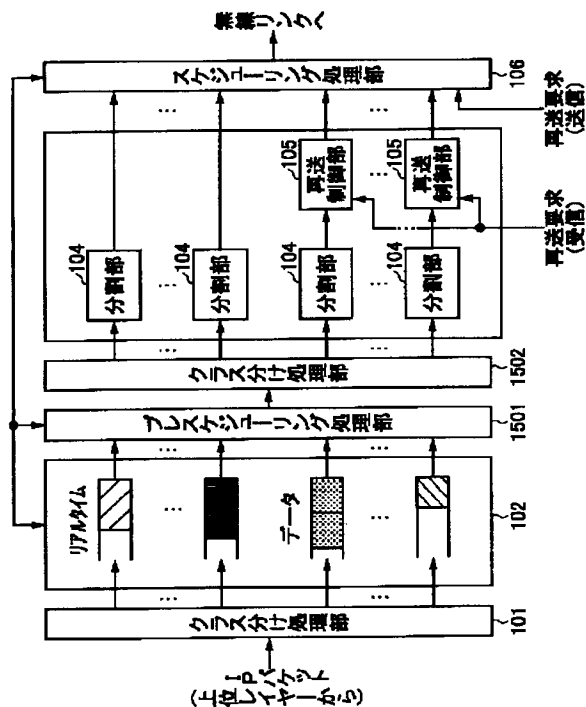 IPパケット
(上位レイヤーから)
クラス分け処理部
101
リアルタイム
データ
102
プレスケジューリング処理部
1501
クラス分け処理部
1502
分割部
104
分割部
104
分割部
104
分割部
104
再送
制御部
105
再送
制御部
105
再送要求
(受信)
スケジューリング処理部
106
再送要求
(送信)
無線リンクへ